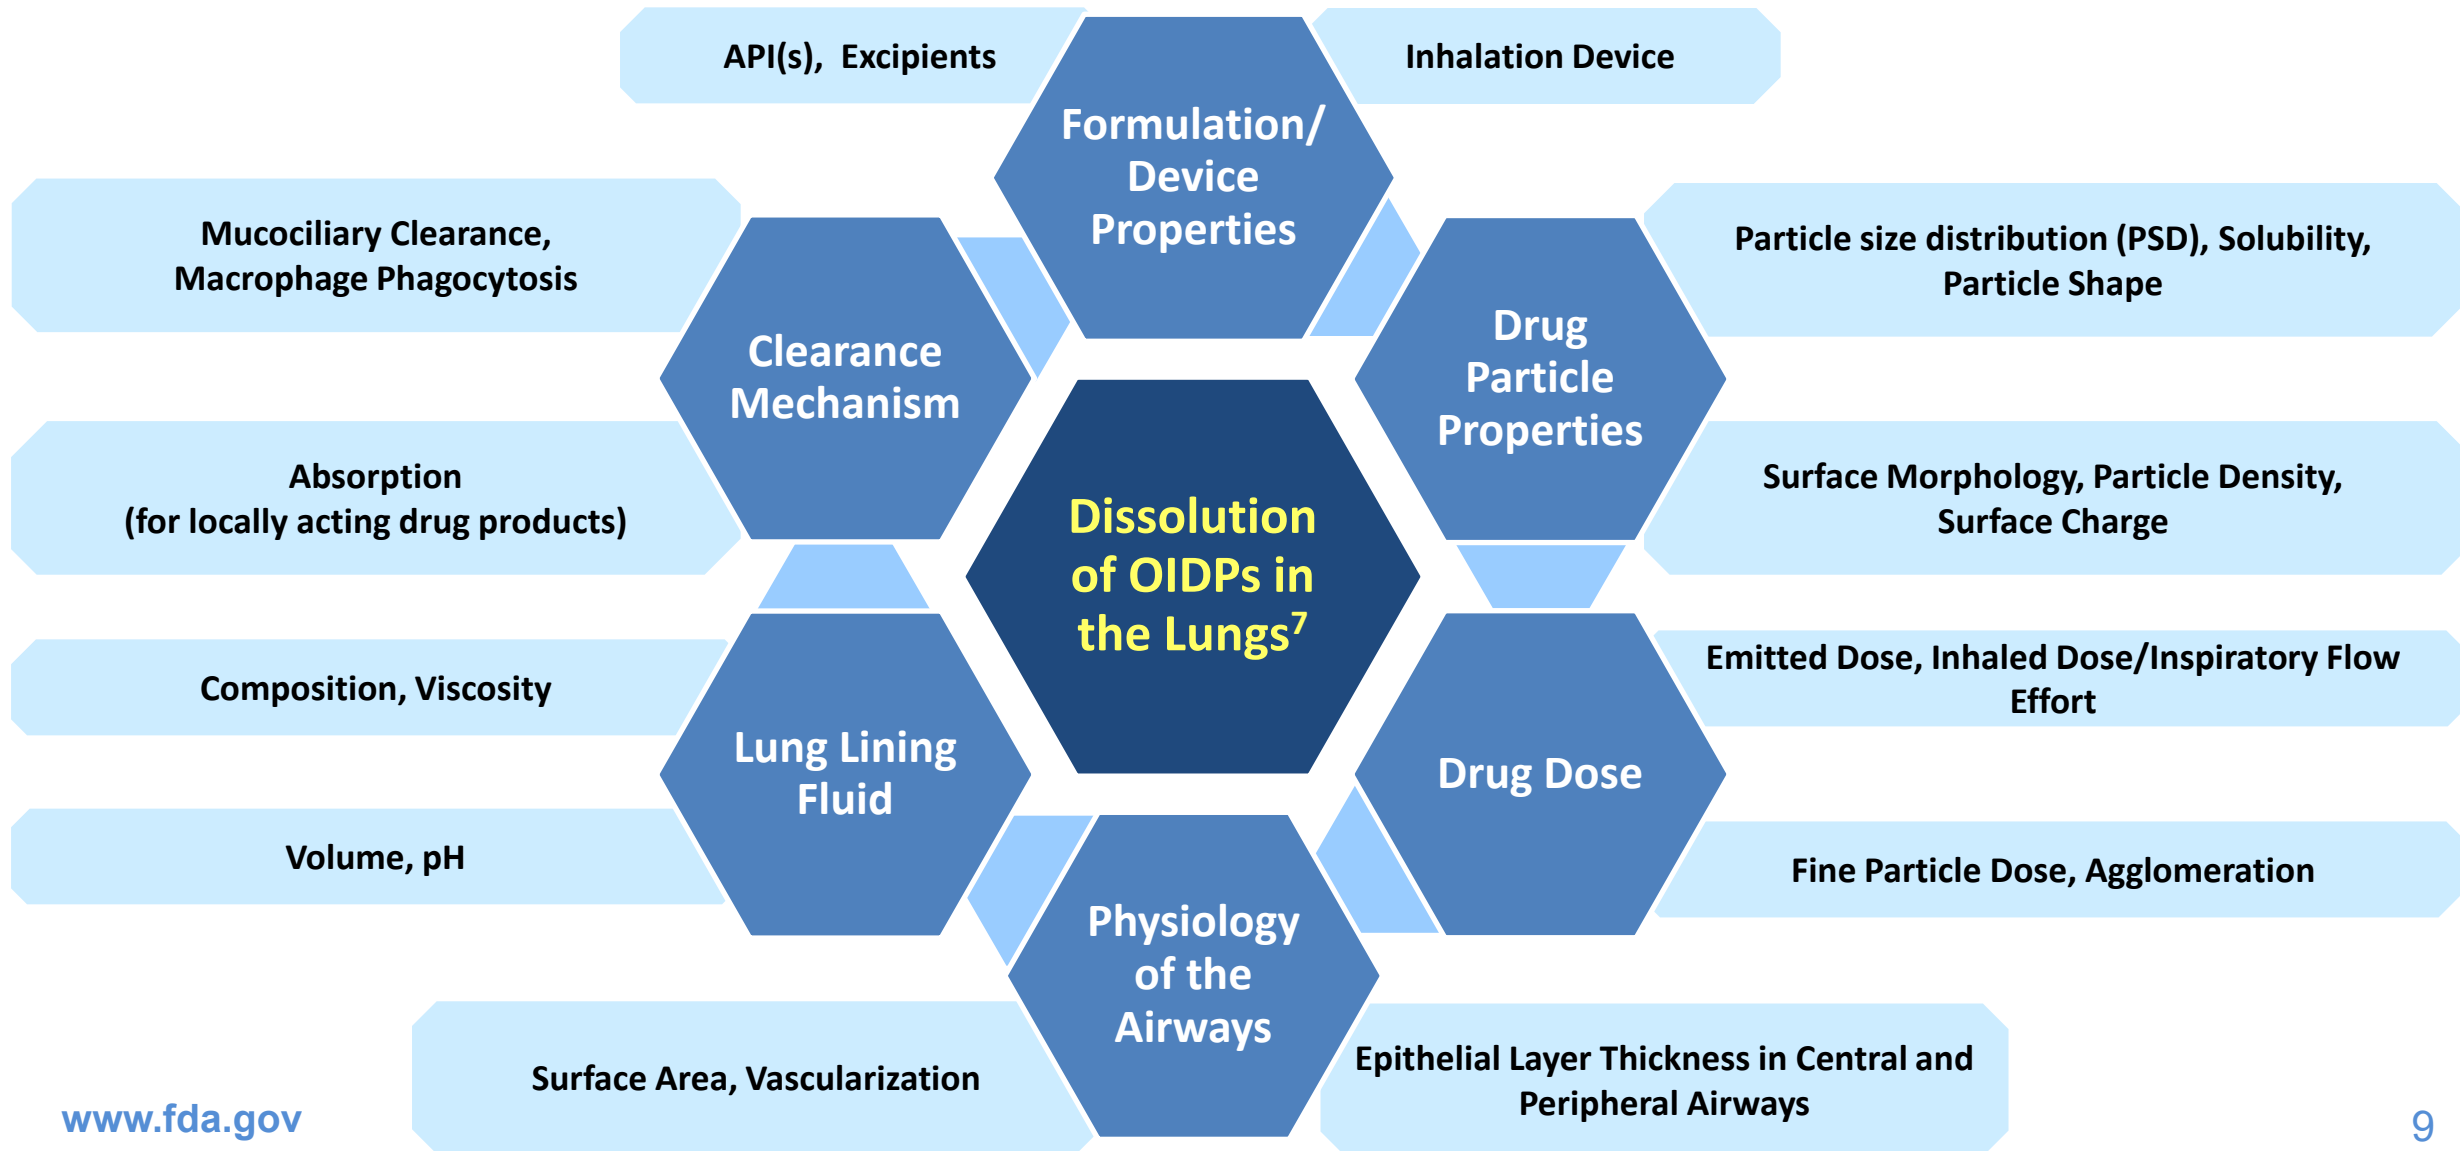 API(s),  Excipients
Inhalation Device
Formulation/
Device
Properties
Mucociliary Clearance,
Macrophage Phagocytosis
Particle size distribution (PSD), Solubility,
Particle Shape
Clearance
Mechanism
Drug
Particle
Properties
Absorption
(for locally acting drug products)
Surface Morphology, Particle Density,
Surface Charge
Dissolution
of OIDPs in
the Lungs⁷
Composition, Viscosity
Emitted Dose, Inhaled Dose/Inspiratory Flow
Effort
Lung Lining
Fluid
Drug Dose
Volume, pH
Fine Particle Dose, Agglomeration
Physiology
of the
Airways
Surface Area, Vascularization
Epithelial Layer Thickness in Central and
Peripheral Airways
www.fda.gov
9